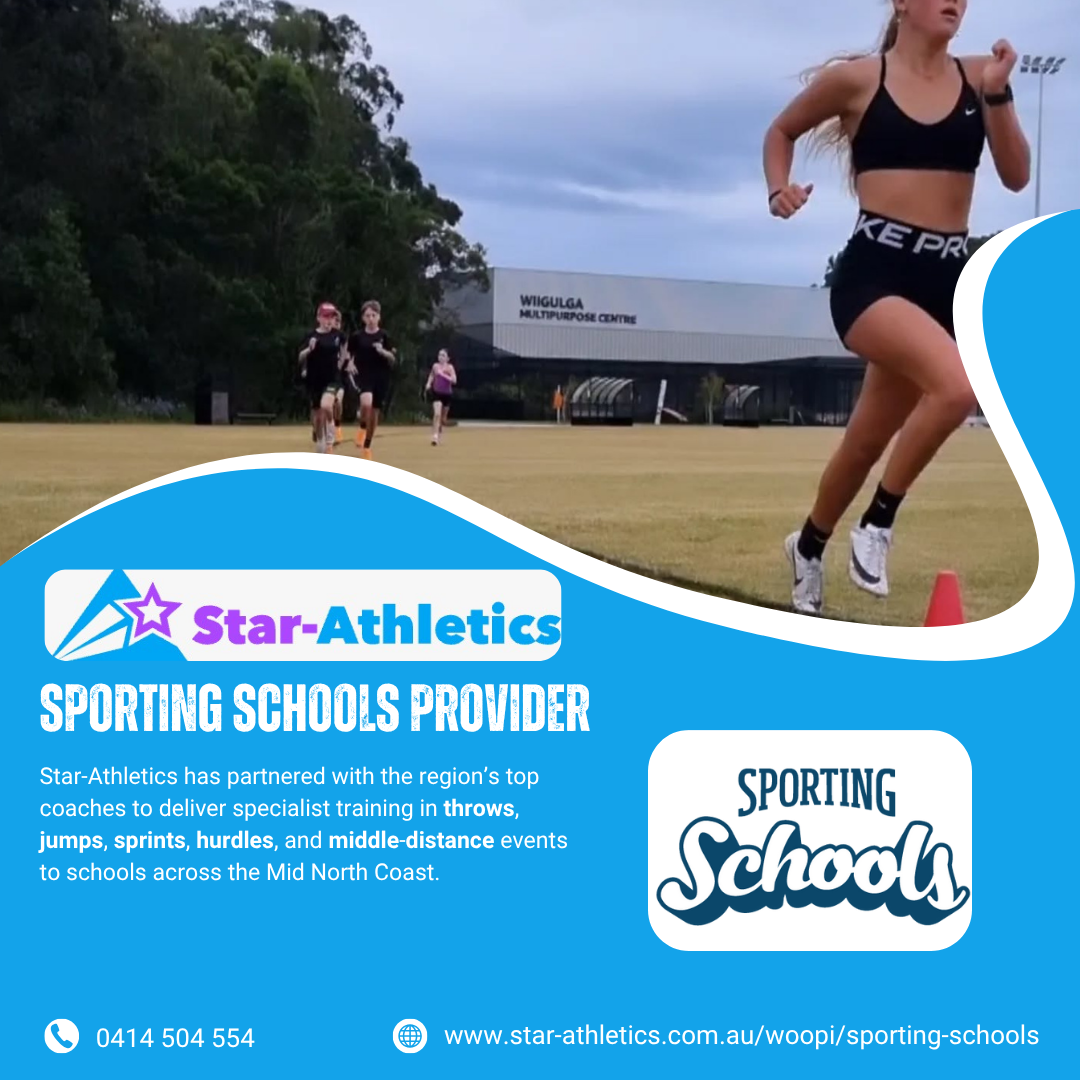 WIIGULGA
MULTIPURPOSE CENTRE
KE PRO
Star-Athletics
SPORTING SCHOOLS PROVIDER
Star-Athletics has partnered with the region's top
coaches to deliver specialist training in throws,
jumps, sprints, hurdles, and middle-distance events
to schools across the Mid North Coast.
SPORTING
Schools
0414 504 554
www.star-athletics.com.au/woopi/sporting-schools